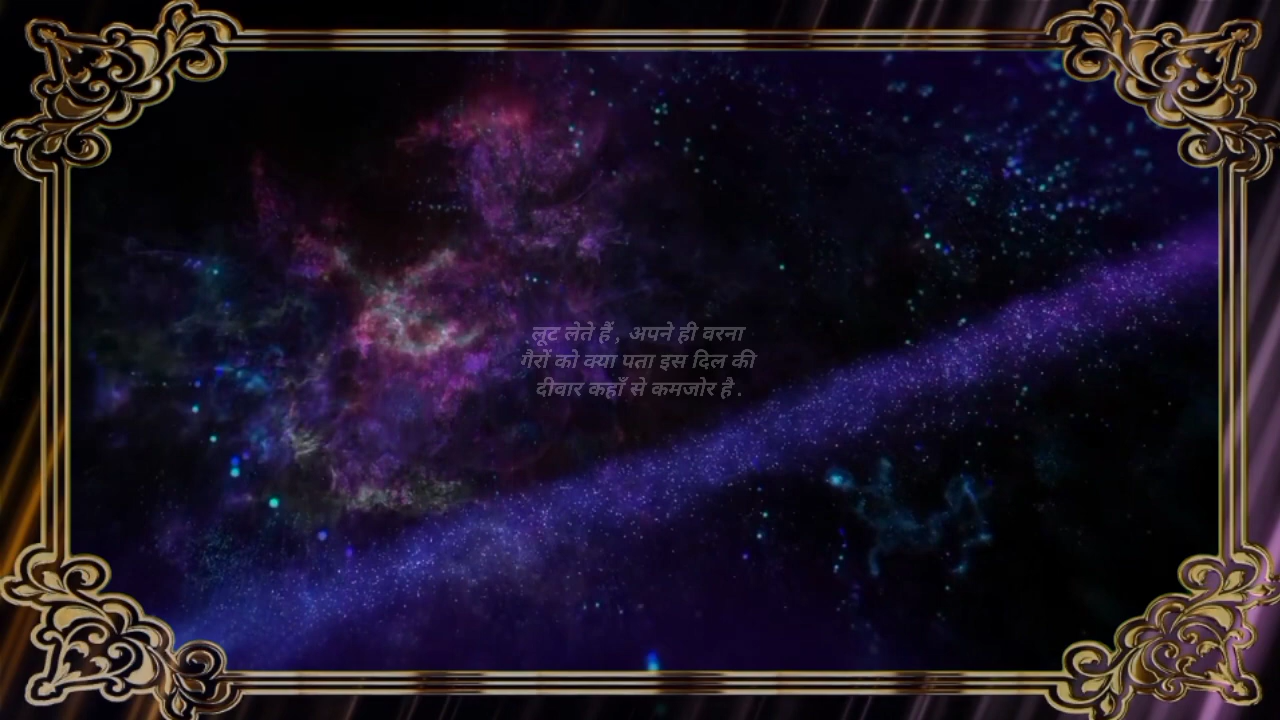 लूट लेते हैं , अपने ही वरना
गैरों को क्या पता इस दिल की
दीवार कहाँ से कमजोर है .